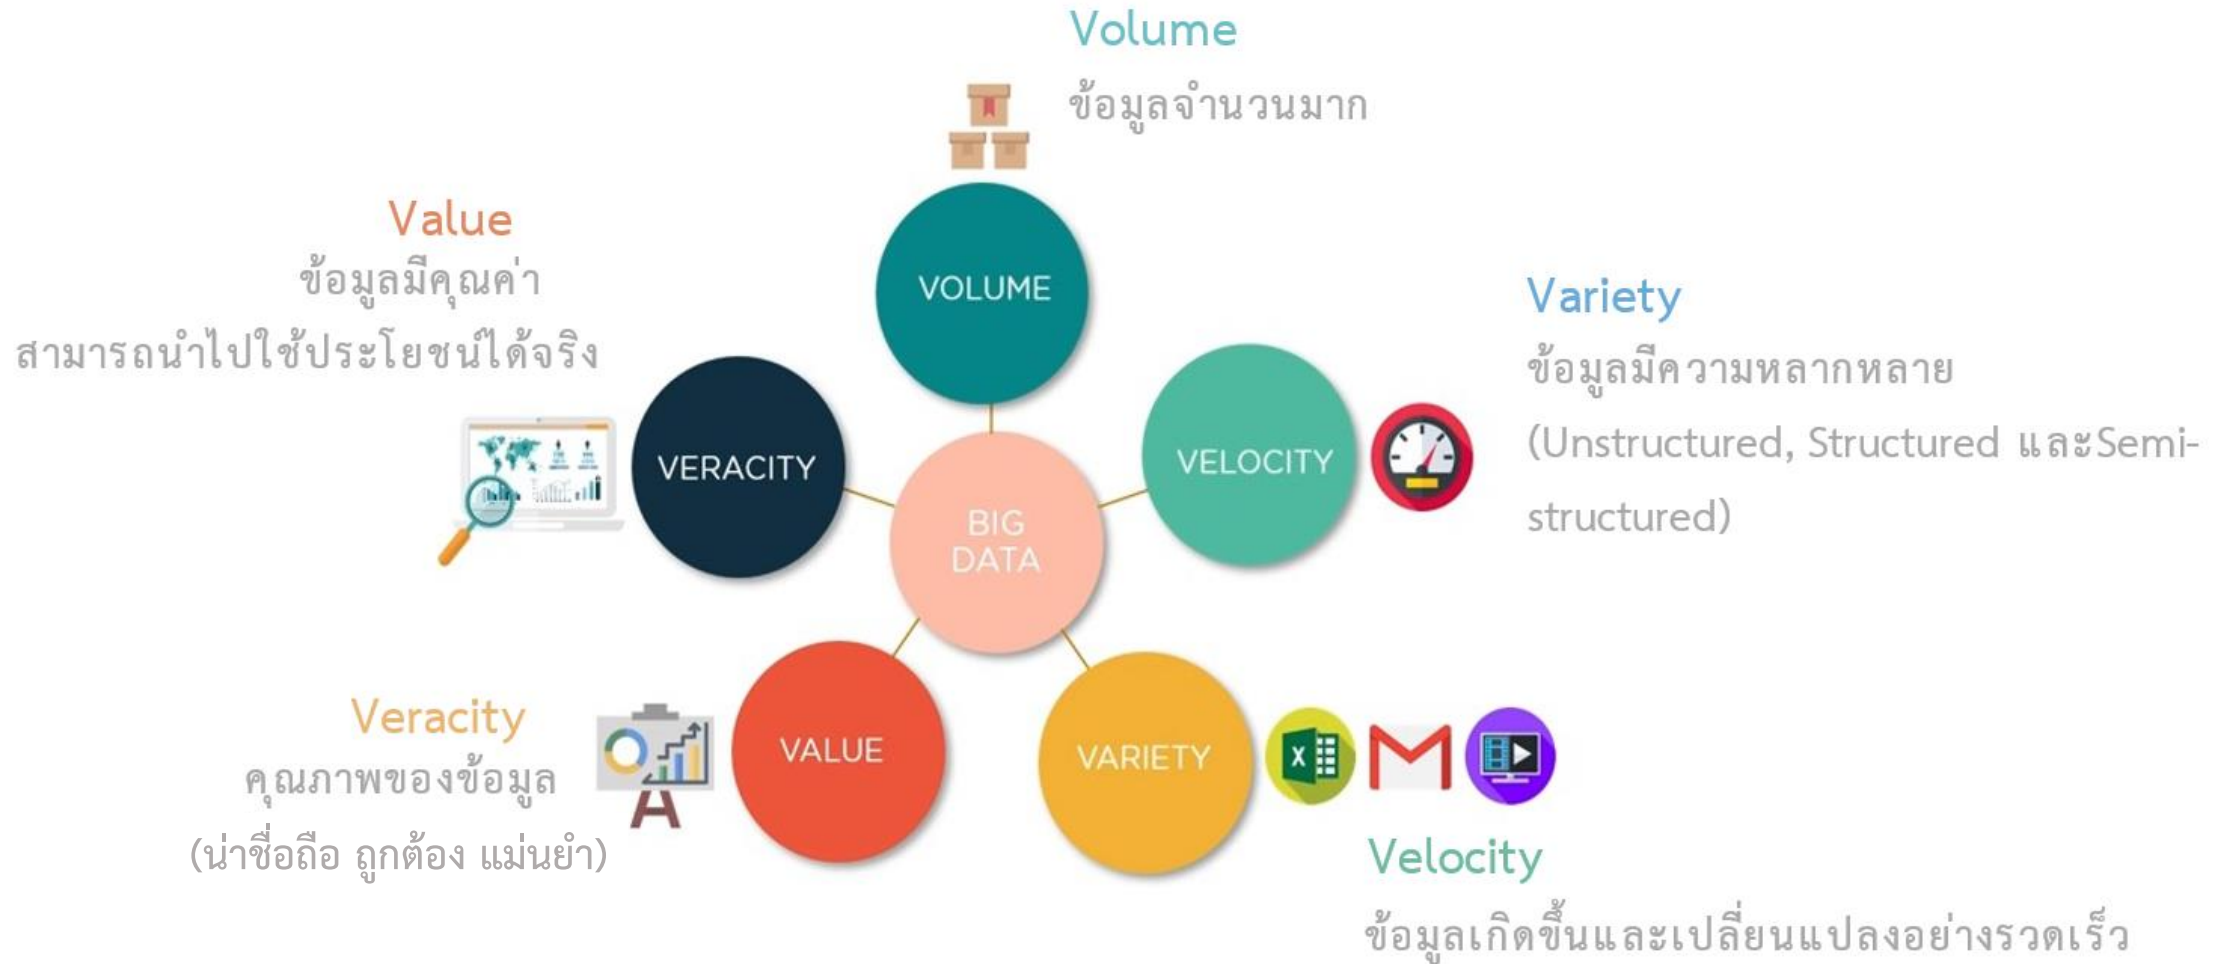 Volume
ข้อมูลจำนวนมาก
Value
ข้อมูลมีคุณค่า
สามารถนำไปใช้ประโยชน์ได้จริง
VOLUME
Variety
ข้อมูลมีความหลากหลาย
(Unstructured, Structured และSemi-
structured)
VERACITY
VELOCITY
BIG
DATA
Veracity
คุณภาพของข้อมูล
(น่าชื่อถือ ถูกต้อง แม่นยำ)
VALUE
VARIETY
X
Velocity
ข้อมูลเกิดขึ้นและเปลี่ยนแปลงอย่างรวดเร็ว